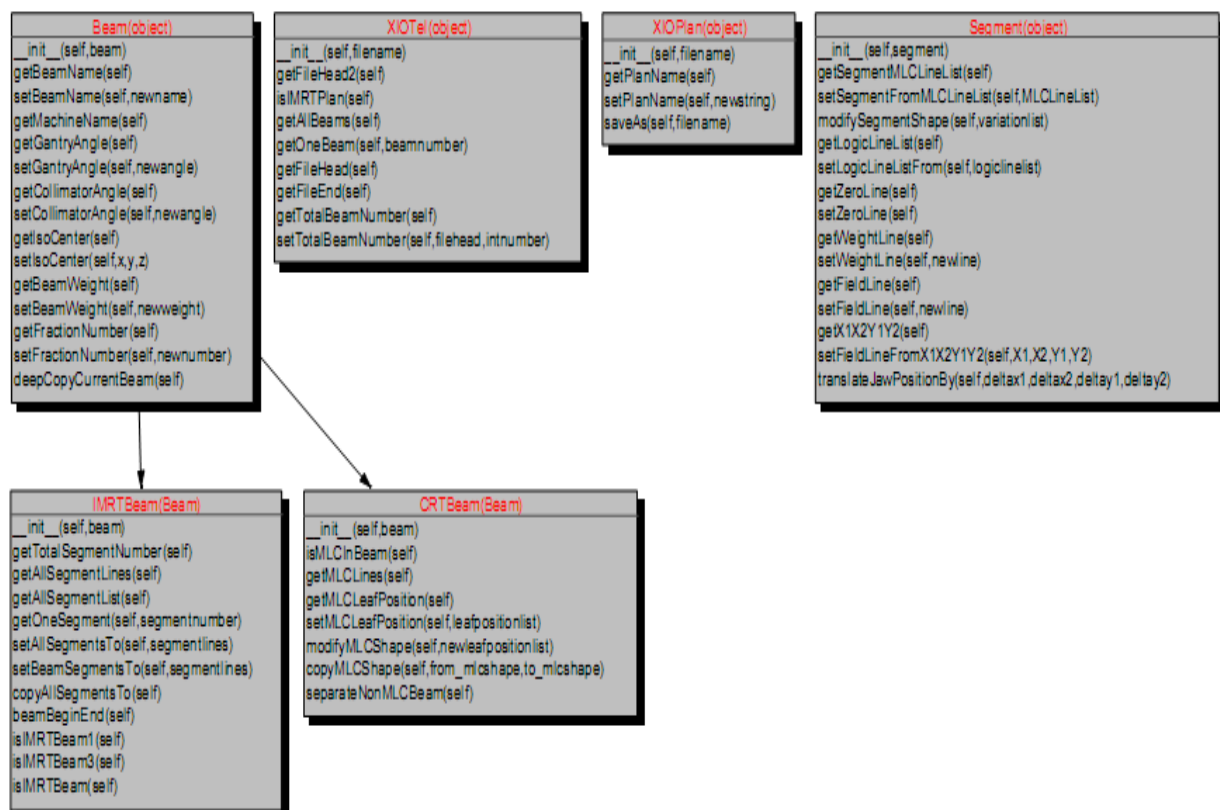 Beam(object)
__init__(self,beam)
getBeamName(self)
setBeamName(self,newname)
getMachineName(self)
getGantryAngle(self)
setGantryAngle(self,newangle)
getCollimatorAngle(self)
setCollimatorAngle(self,newangle)
getIsoCenter(self)
setIsoCenter(self,x,y,z)
getBeamWeight(self)
setBeamWeight(self,newweight)
getFractionNumber(self)
setFractionNumber(self,newnumber)
deepCopyCurrentBeam(self)
XIOTel(object)
__init__(self,filename)
getFileHead2(self)
isIMRTPlan(self)
getAllBeams(self)
getOneBeam(self,beamnumber)
getFileHead(self)
getFileEnd(self)
getTotalBeamNumber(self)
setTotalBeamNumber(self,filehead,intnumber)
XIOPlan(object)
__init__(self,filename)
getPlanName(self)
setPlanName(self,newstring)
saveAs(self,filename)
Segment(object)
__init__(self,segment)
getSegmentMLCLineList(self)
setSegmentFromMLCLineList(self,MLCLineList)
modifySegmentShape(self,variationlist)
getLogicLineList(self)
setLogicLineListFrom(self,logiclinelist)
getZeroLine(self)
setZeroLine(self)
getWeightLine(self)
setWeightLine(self,newline)
getFieldLine(self)
setFieldLine(self,newline)
getX1X2Y1Y2(self)
setFieldLineFromX1X2Y1Y2(self,X1,X2,Y1,Y2)
translateJawPositionBy(self,deltax1,deltax2,deltay1,deltay2)
IMRTBeam(Beam)
__init__(self,beam)
getTotalSegmentNumber(self)
getAllSegmentLines(self)
getAllSegmentList(self)
getOneSegment(self,segmentnumber)
setAllSegmentsTo(self,segmentlines)
setBeamSegmentsTo(self,segmentlines)
copyAllSegmentsTo(self)
beamBeginEnd(self)
isIMRTBeam1(self)
isIMRTBeam3(self)
isIMRTBeam(self)
CRTBeam(Beam)
__init__(self,beam)
isMLCInBeam(self)
getMLCLines(self)
getMLCLeafPosition(self)
setMLCLeafPosition(self,leafpositionlist)
modifyMLCShape(self,newleafpositionlist)
copyMLCShape(self,from_mlcshape,to_mlcshape)
separateNonMLCBeam(self)